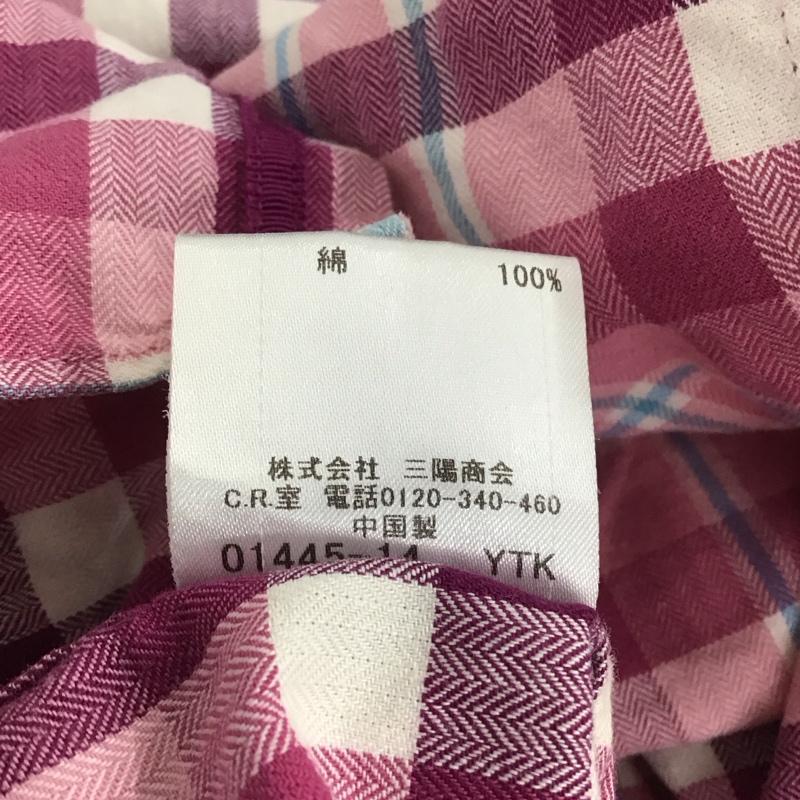 綿 100%
株式会社 三陽商会
C.R.室 電話0120-340-460
中国製
01445-14 YTK